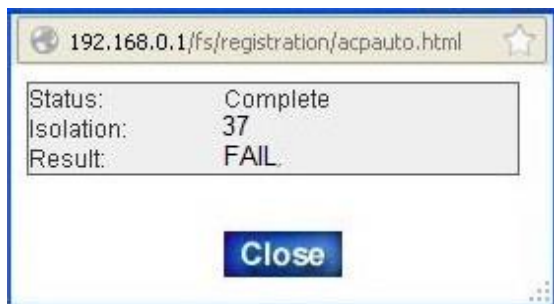 192.168.0.1/fs/registration/acpauto.html
Status: Complete
Isolation: 37
Result: FAIL.
Close